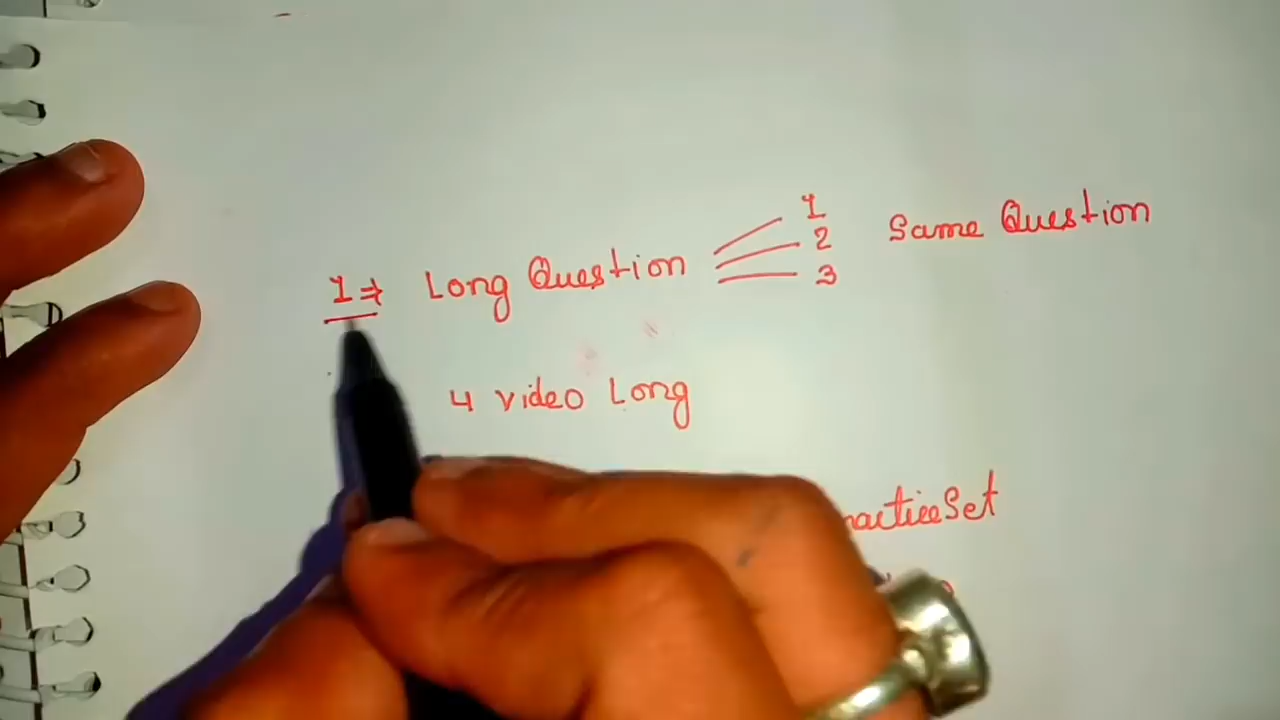 1⇒ Long Question 1 2 3 Same Question
4 video Long